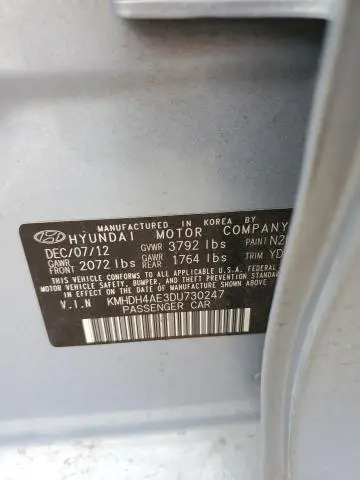 MANUFACTURED IN KOREA BY
HYUNDAI MOTOR COMPANY
DEC/07/12 GVWR 3792 lbs PAINT N2
GAWR FRONT 2072 lbs GAWR REAR 1764 lbs TRIM YD
THIS VEHICLE CONFORMS TO ALL APPLICABLE U.S.A. FEDERAL
MOTOR VEHICLE SAFETY, BUMPER, AND THEFT PREVENTION STANDARDS
IN EFFECT ON THE DATE OF MANUFACTURE SHOWN ABOVE.
V.I.N KMHDH4AE3DU730247
PASSENGER CAR